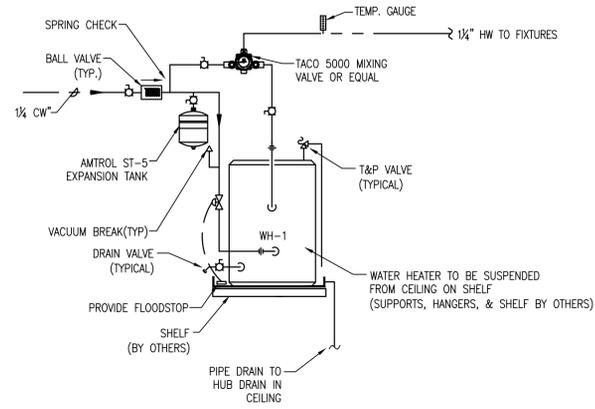 TEMP. GAUGE
SPRING CHECK
1¼" HW TO FIXTURES
BALL VALVE
(TYP.)
TACO 5000 MIXING
VALVE OR EQUAL
1¼ CW"
AMTROL ST-5
EXPANSION TANK
T&P VALVE
(TYPICAL)
VACUUM BREAK(TYP)
WH-1
DRAIN VALVE
(TYPICAL)
WATER HEATER TO BE SUSPENDED
FROM CEILING ON SHELF
(SUPPORTS, HANGERS, & SHELF BY OTHERS)
PROVIDE FLOODSTOP
SHELF
(BY OTHERS)
PIPE DRAIN TO
HUB DRAIN IN
CEILING